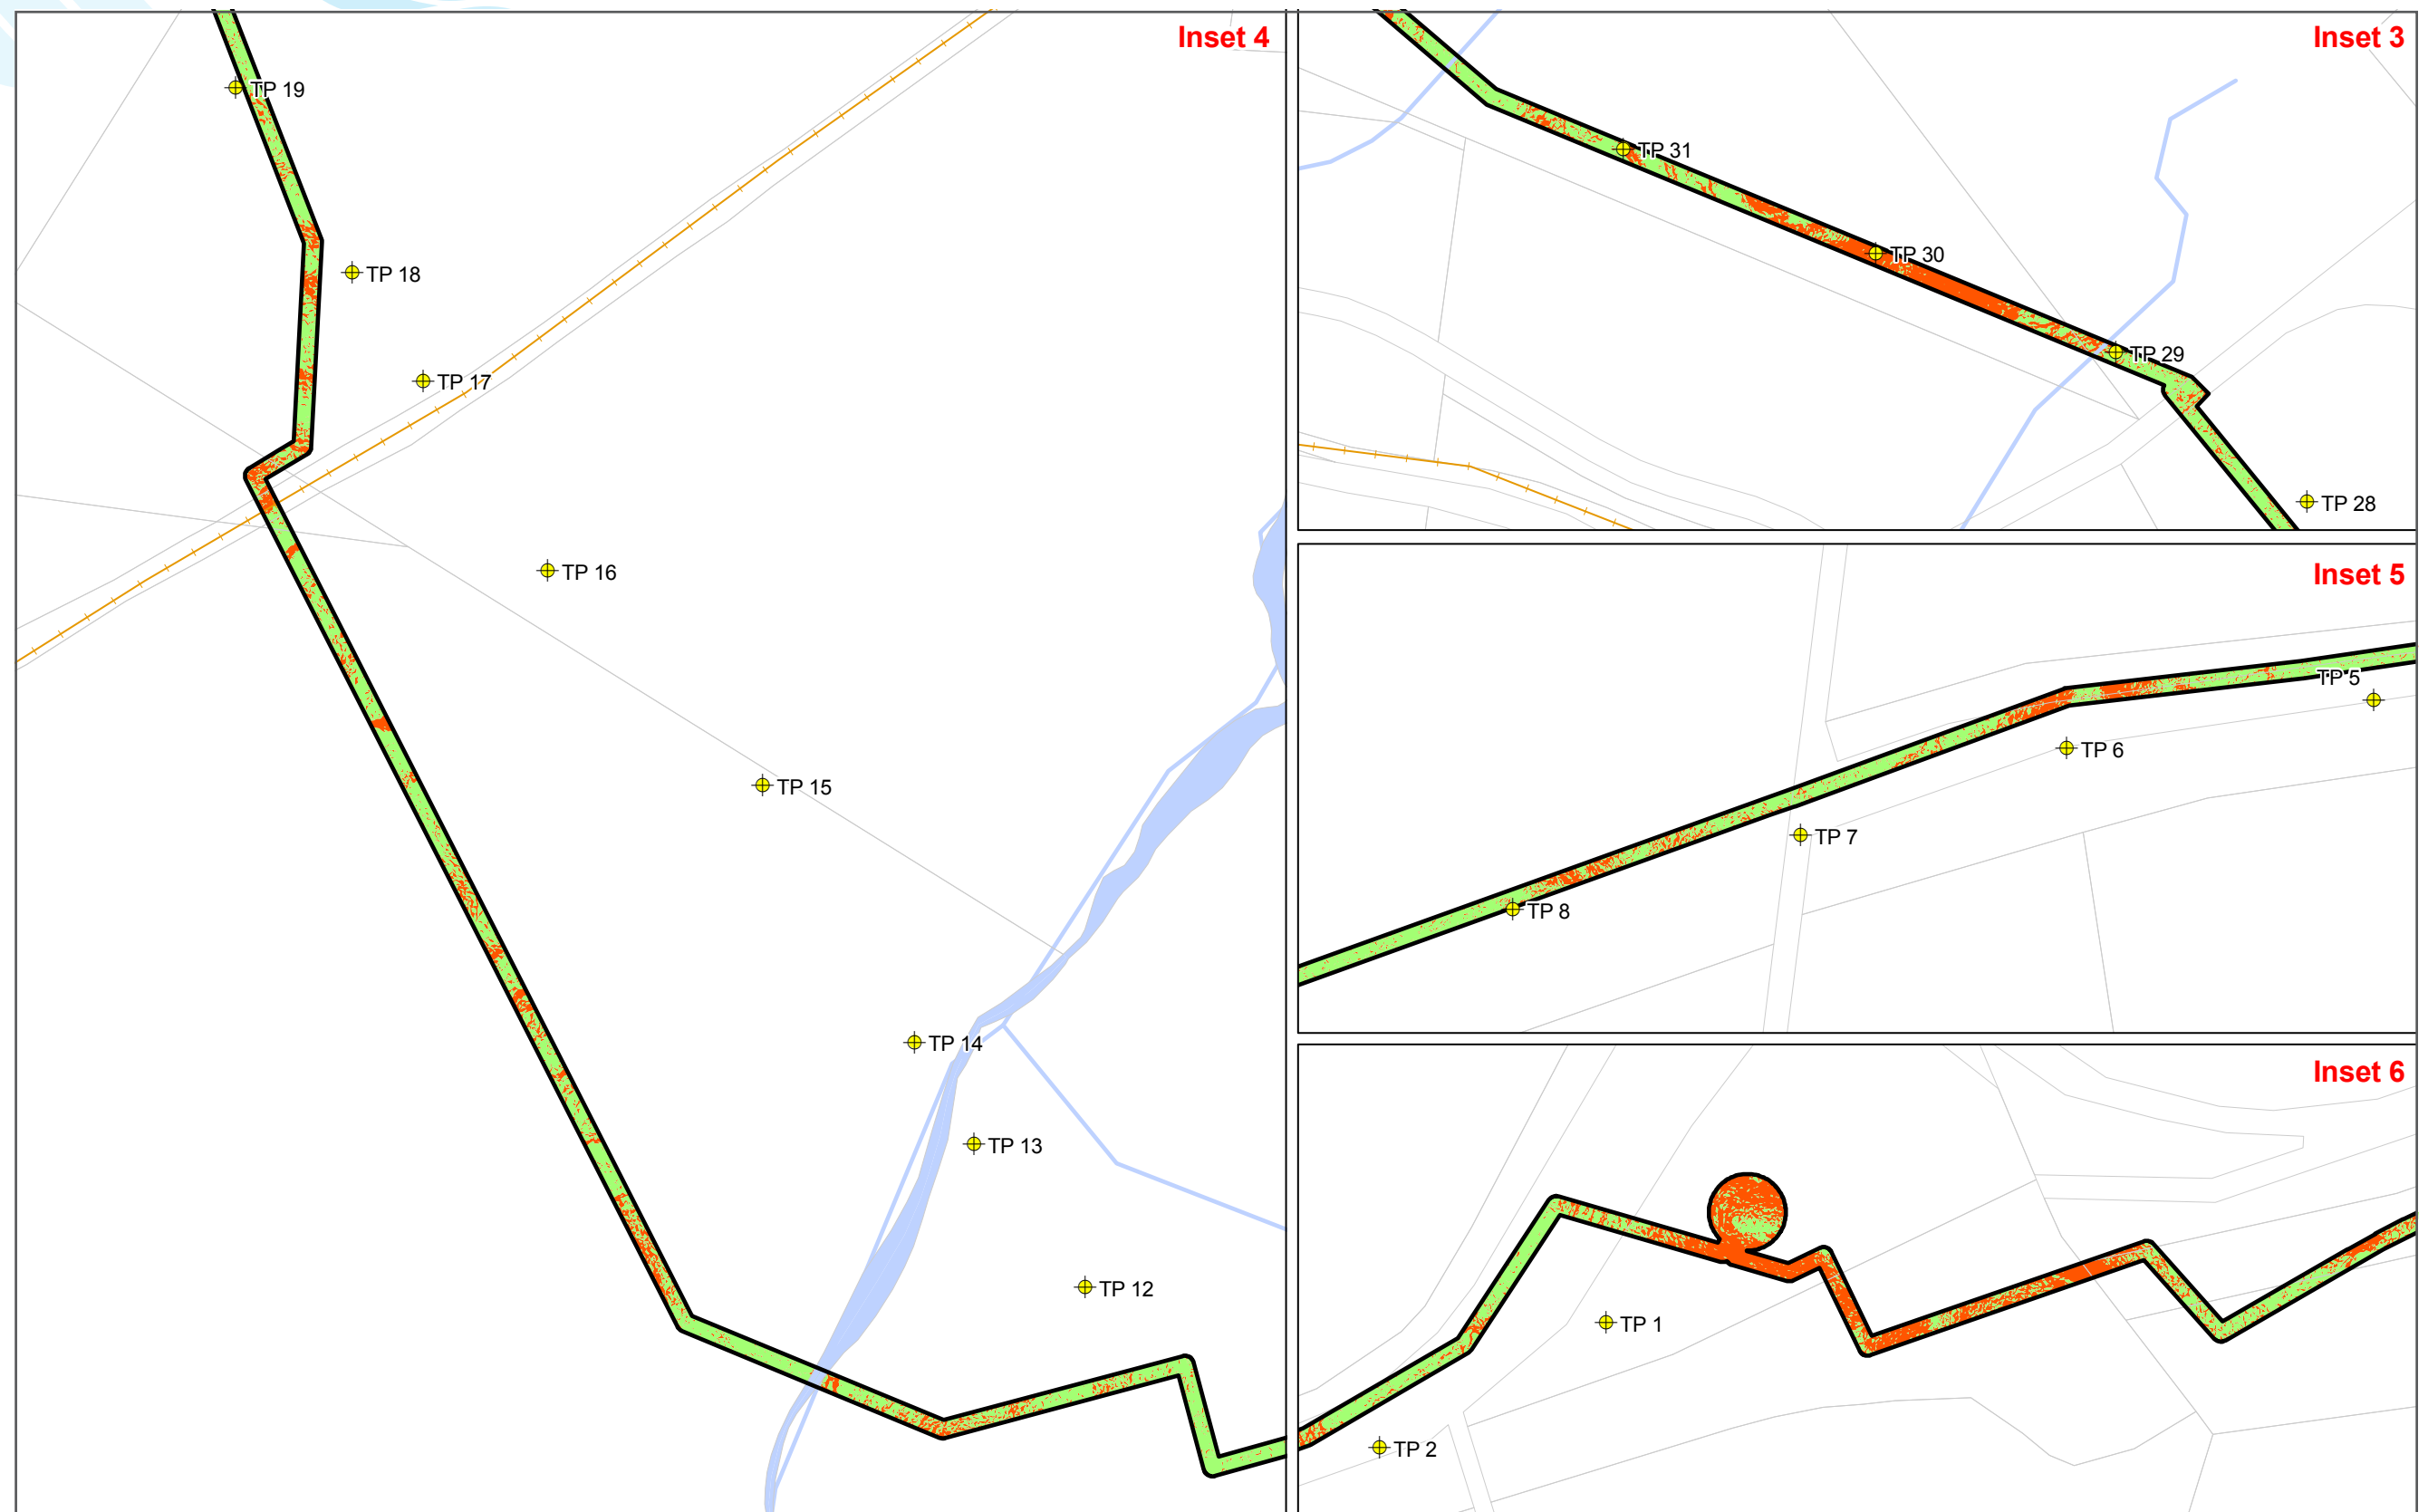 Inset 4
TP 19
TP 18
TP 17
TP 16
TP 15
TP 14
TP 13
TP 12
Inset 3
TP 31
TP 30
TP 29
TP 28
Inset 5
TP 5
TP 6
TP 7
TP 8
Inset 6
TP 1
TP 2